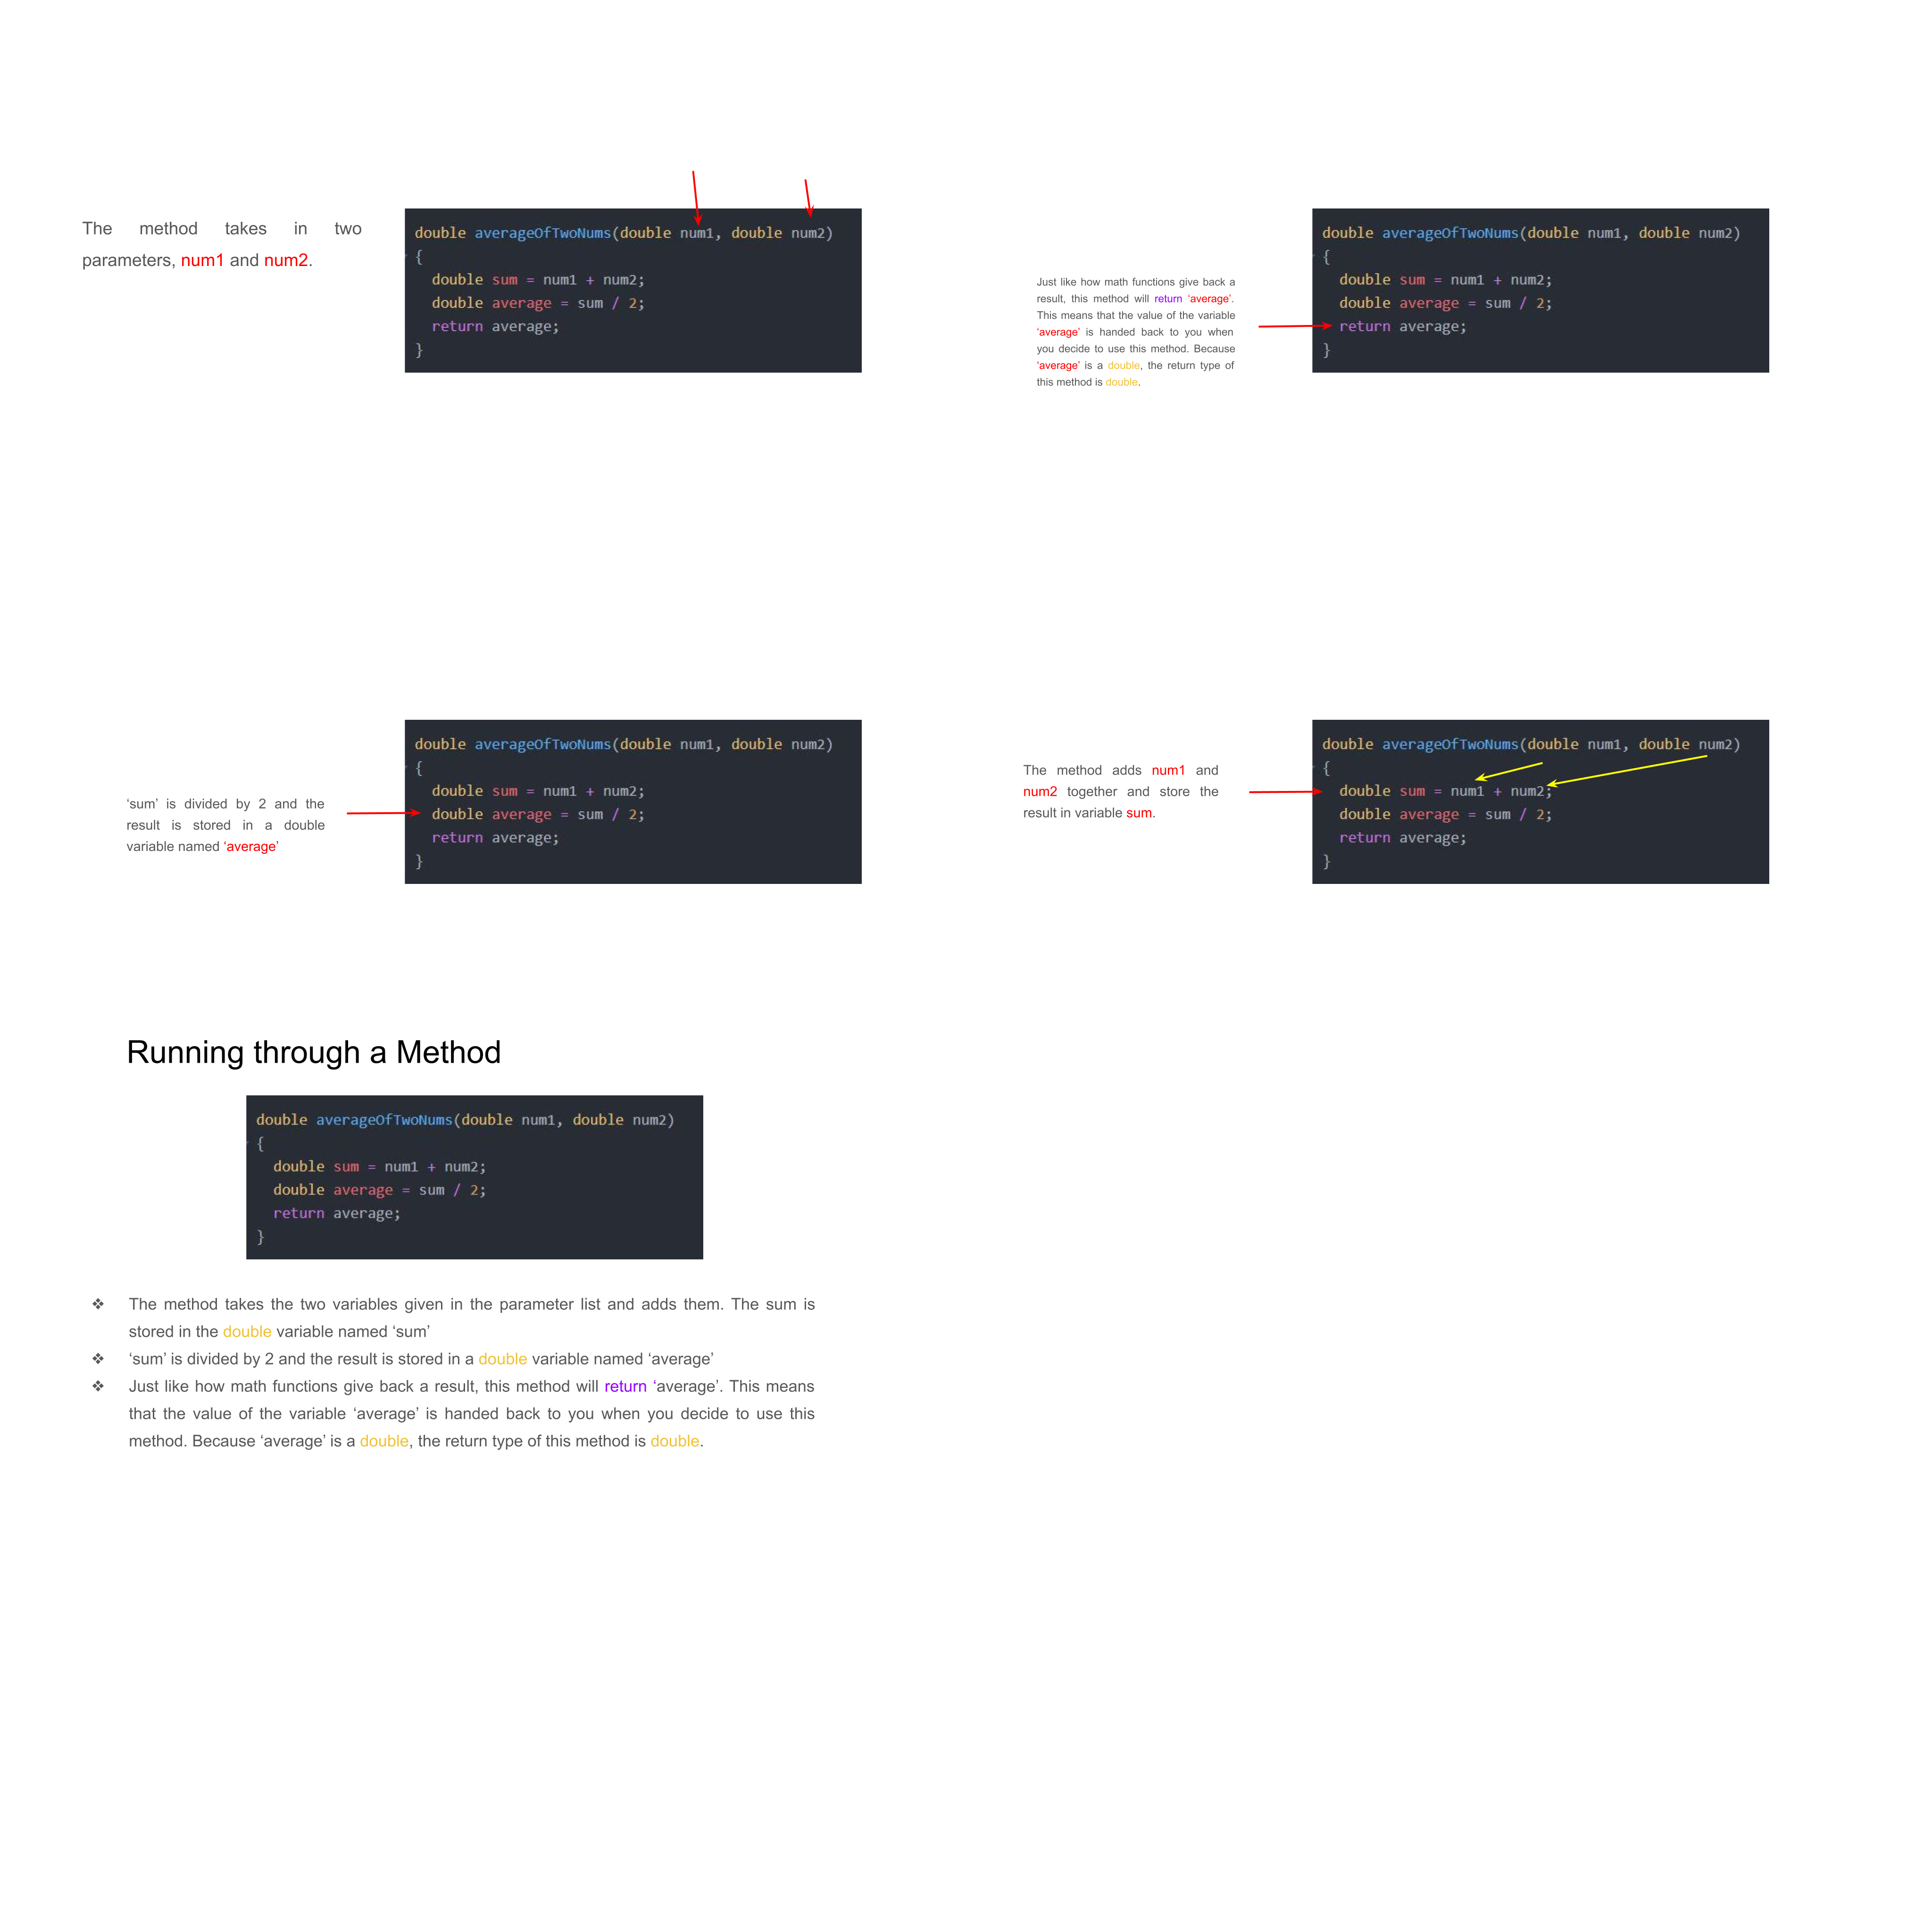 The method takes in two
parameters, num1 and num2.
double averageOfTwoNums(double num1, double num2)
{
double sum = num1 + num2;
double average = sum / 2;
return average;
}
Just like how math functions give back a
result, this method will return ‘average’.
This means that the value of the variable
‘average’ is handed back to you when
you decide to use this method. Because
‘average’ is a double, the return type of
this method is double.
double averageOfTwoNums(double num1, double num2)
{
double sum = num1 + num2;
double average = sum / 2;
return average;
}
‘sum’ is divided by 2 and the
result is stored in a double
variable named ‘average’
double averageOfTwoNums(double num1, double num2)
{
double sum = num1 + num2;
double average = sum / 2;
return average;
}
The method adds num1 and
num2 together and store the
result in variable sum.
double averageOfTwoNums(double num1, double num2)
{
double sum = num1 + num2;
double average = sum / 2;
return average;
}
Running through a Method
double averageOfTwoNums(double num1, double num2)
{
double sum = num1 + num2;
double average = sum / 2;
return average;
}
❖ The method takes the two variables given in the parameter list and adds them. The sum is
stored in the double variable named ‘sum’
❖ ‘sum’ is divided by 2 and the result is stored in a double variable named ‘average’
❖ Just like how math functions give back a result, this method will return ‘average’. This means
that the value of the variable ‘average’ is handed back to you when you decide to use this
method. Because ‘average’ is a double, the return type of this method is double.